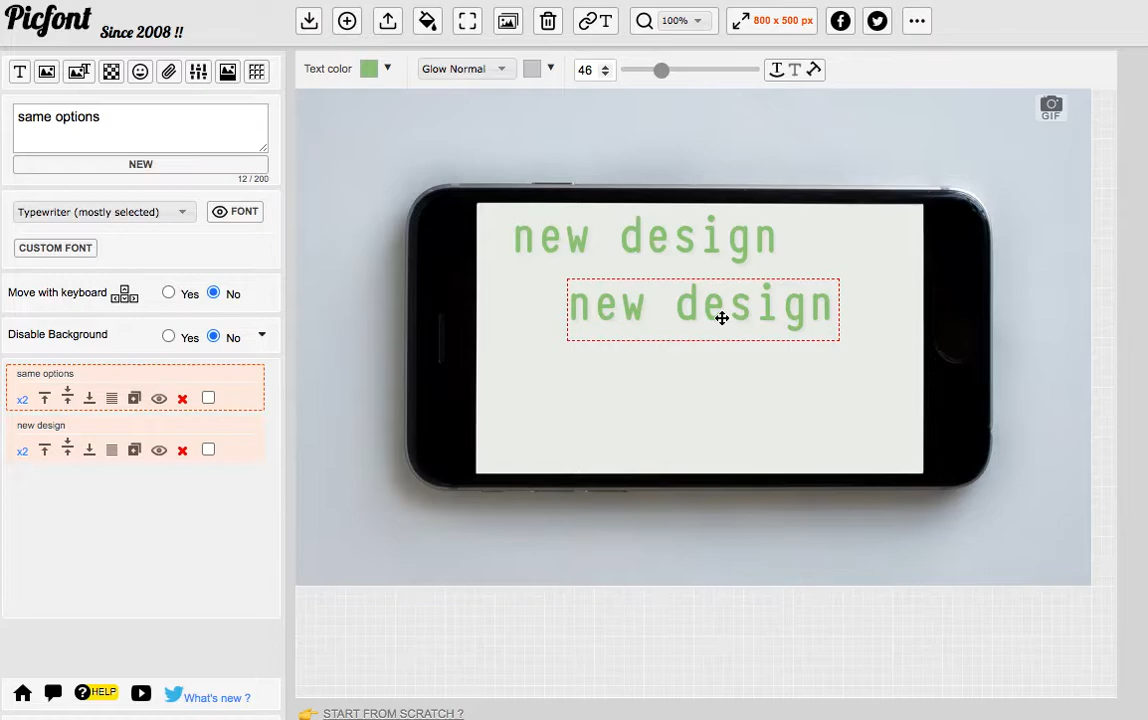 Picfont Since 2008 !!
100%
800 x 500 px
Text color
Glow Normal
46
GIF
same options
NEW
12 / 200
Typewriter (mostly selected)
FONT
CUSTOM FONT
Move with keyboard
Yes
No
Disable Background
Yes
No
same options
x2
new design
x2
new design
new design
HELP
What's new ?
START FROM SCRATCH ?